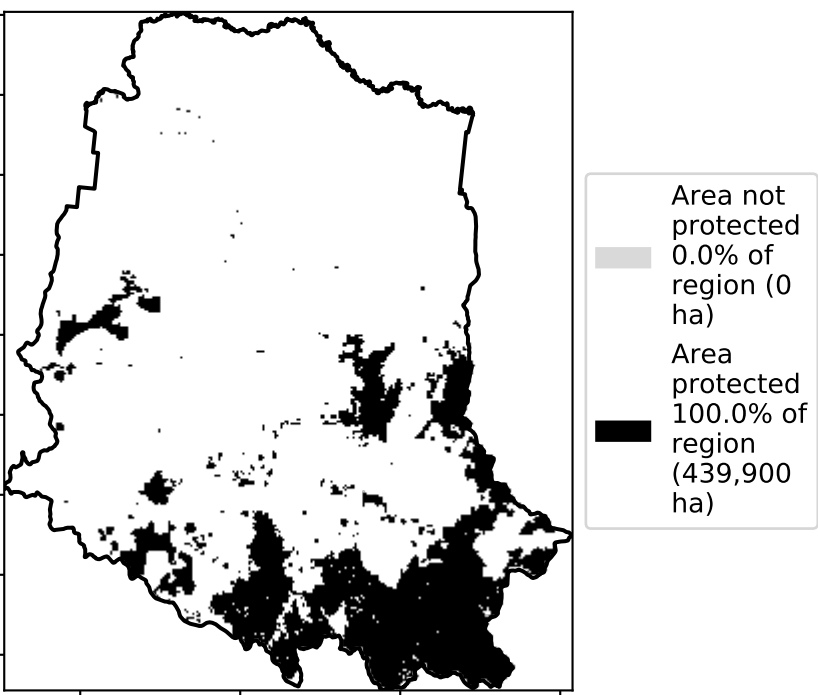 Area not
protected
0.0% of
region (0
ha)
Area
protected
100.0% of
region
(439,900
ha)